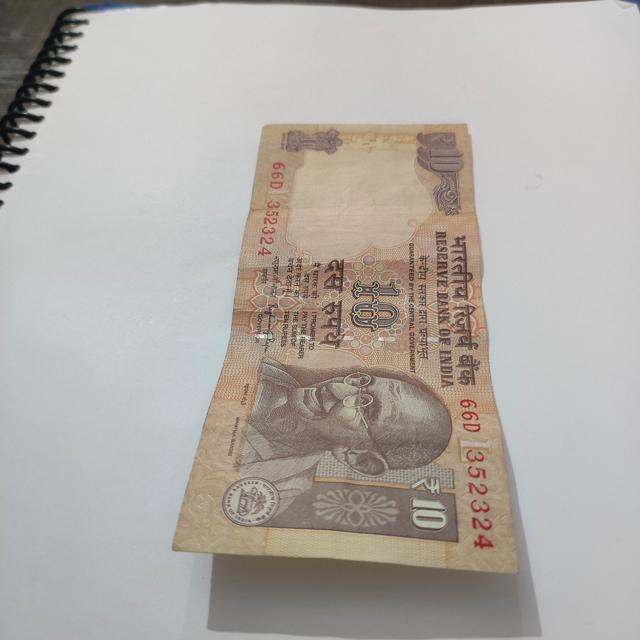 भारतीय रिज़र्व बैंक
RESERVE BANK OF INDIA
केन्द्रीय सरकार द्वारा प्रत्याभूत
GUARANTEED BY THE CENTRAL GOVERNMENT
10
66D 352324
दस रुपये
10
I PROMISE TO
PAY THE BEARER
THE SUM OF
TEN RUPEES
66D 352324
₹ 10